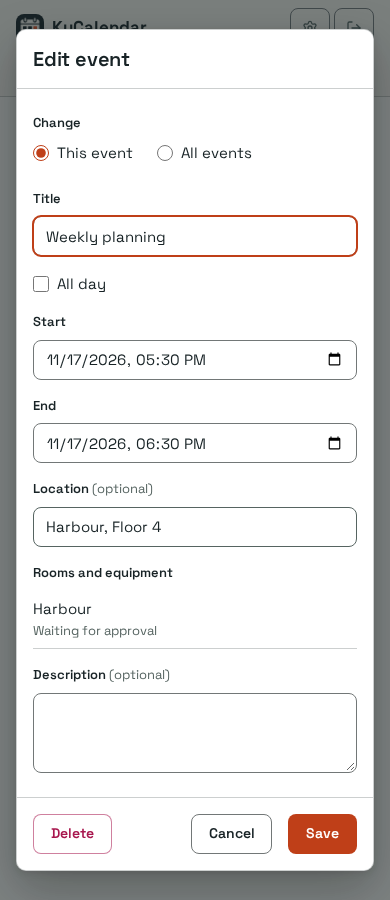 KuCalendar
Edit event
Change
This event
All events
Title
Weekly planning
All day
Start
11/17/2026, 05:30 PM
End
11/17/2026, 06:30 PM
Location (optional)
Harbour, Floor 4
Rooms and equipment
Harbour
Waiting for approval
Description (optional)
Delete
Cancel
Save